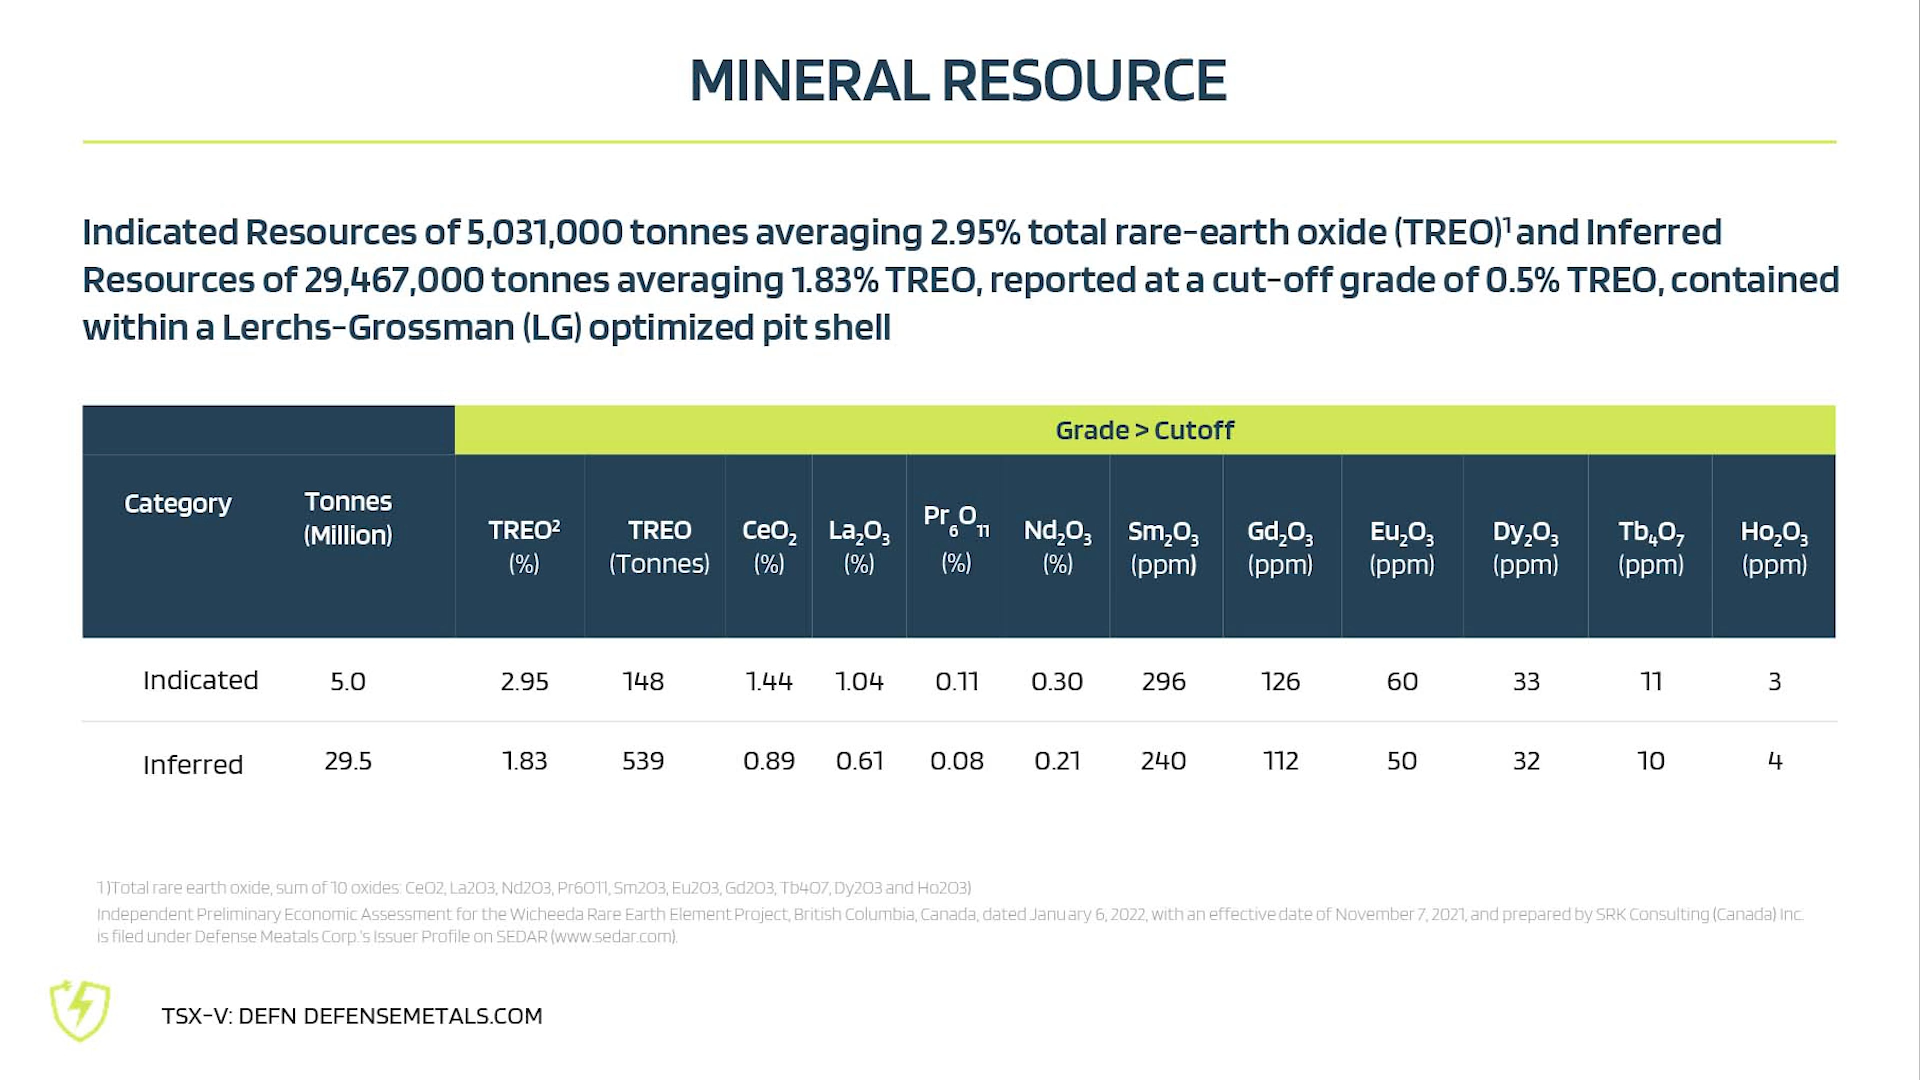 MINERAL RESOURCE
Indicated Resources of 5,031,000 tonnes averaging 2.95% total rare-earth oxide (TREO)¹ and Inferred
Resources of 29,467,000 tonnes averaging 1.83% TREO, reported at a cut-off grade of 0.5% TREO, contained
within a Lerchs-Grossman (LG) optimized pit shell
Grade > Cutoff
Category Tonnes (Million) TREO² (%) TREO (Tonnes) CeO₂ (%) La₂O₃ (%) Pr₆O₁₁ (%) Nd₂O₃ (%) Sm₂O₃ (ppm) Gd₂O₃ (ppm) Eu₂O₃ (ppm) Dy₂O₃ (ppm) Tb₄O₇ (ppm) Ho₂O₃ (ppm)
Indicated 5.0 2.95 148 1.44 1.04 0.11 0.30 296 126 60 33 11 3
Inferred 29.5 1.83 539 0.89 0.61 0.08 0.21 240 112 50 32 10 4
1)Total rare earth oxide, sum of 10 oxides: CeO2, La2O3, Nd2O3, Pr6O11, Sm2O3, Eu2O3, Gd2O3, Tb4O7, Dy2O3 and Ho2O3)
Independent Preliminary Economic Assessment for the Wicheeda Rare Earth Element Project, British Columbia, Canada, dated January 6, 2022, with an effective date of November 7, 2021, and prepared by SRK Consulting (Canada) Inc.
is filed under Defense Meatals Corp.'s Issuer Profile on SEDAR (www.sedar.com).
TSX-V: DEFN DEFENSEMETALS.COM